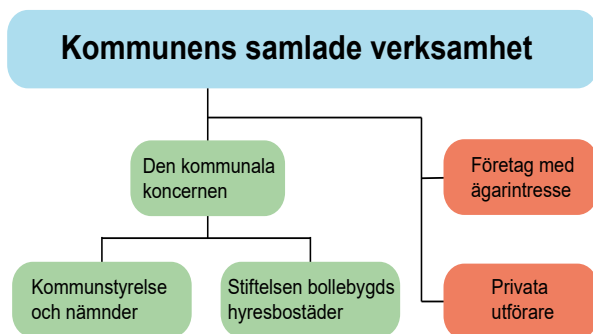 Kommunens samlade verksamhet
Den kommunala
koncernen
Företag med
ägarintresse
Kommunstyrelse
och nämnder
Stiftelsen bollebygds
hyresbostäder
Privata
utförare